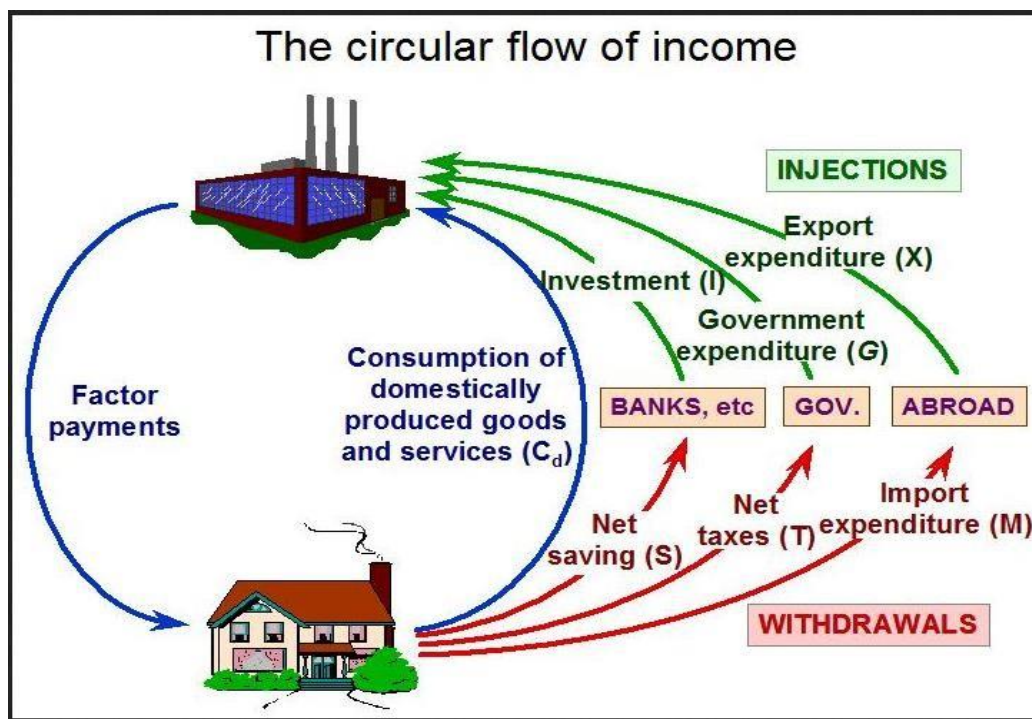 The circular flow of income
INJECTIONS
Export
expenditure (X)
Investment (I)
Government
expenditure (G)
Factor
payments
Consumption of
domestically
produced goods
and services (Cd)
BANKS, etc
GOV.
ABROAD
Net
saving (S)
Net
taxes (T)
Import
expenditure (M)
WITHDRAWALS